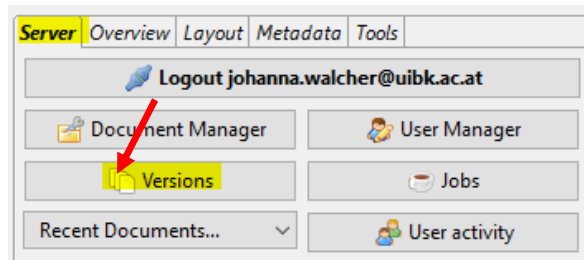 Server Overview Layout Metadata Tools
Logout johanna.walcher@uibk.ac.at
Document Manager User Manager
Versions Jobs
Recent Documents... User activity